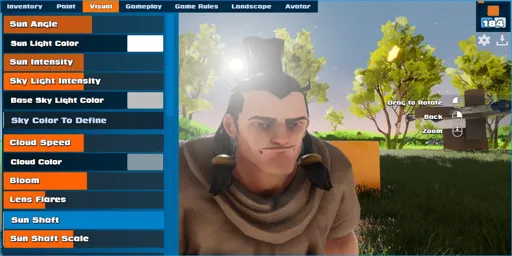 Inventory Paint Visual Gameplay Game Rules Landscape Avatar
Sun Angle
Sun Light Color
Sun Intensity
Sky Light Intensity
Base Sky Light Color
Sky Color To Define
Cloud Speed
Cloud Color
Bloom
Lens Flares
Sun Shaft
Sun Shaft Scale
184
Drag to Rotate
Back
Zoom